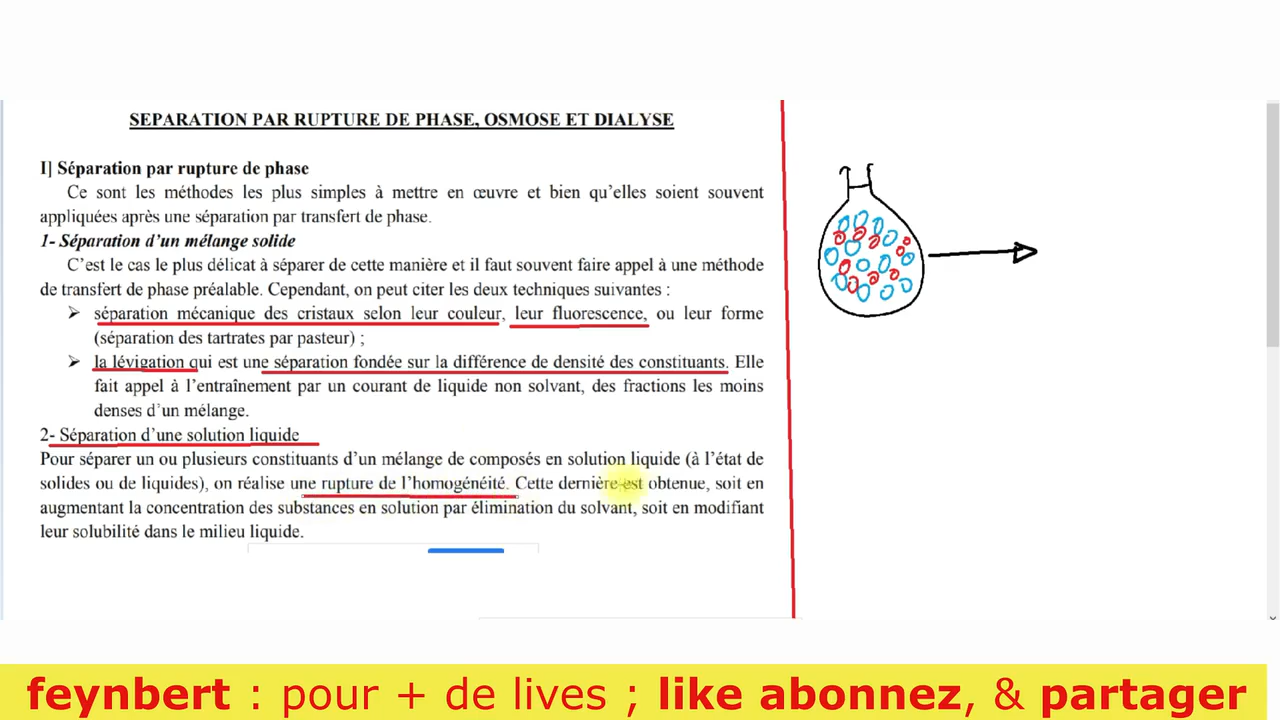 SEPARATION PAR RUPTURE DE PHASE, OSMOSE ET DIALYSE
I] Séparation par rupture de phase
Ce sont les méthodes les plus simples à mettre en œuvre et bien qu'elles soient souvent
appliquées après une séparation par transfert de phase.
1- Séparation d'un mélange solide
C'est le cas le plus délicat à séparer de cette manière et il faut souvent faire appel à une méthode
de transfert de phase préalable. Cependant, on peut citer les deux techniques suivantes :
➢ séparation mécanique des cristaux selon leur couleur, leur fluorescence, ou leur forme
(séparation des tartrates par pasteur) ;
➢ la lévigation qui est une séparation fondée sur la différence de densité des constituants. Elle
fait appel à l'entraînement par un courant de liquide non solvant, des fractions les moins
denses d'un mélange.
2- Séparation d'une solution liquide
Pour séparer un ou plusieurs constituants d'un mélange de composés en solution liquide (à l'état de
solides ou de liquides), on réalise une rupture de l'homogénéité. Cette dernière est obtenue, soit en
augmentant la concentration des substances en solution par élimination du solvant, soit en modifiant
leur solubilité dans le milieu liquide.
feynbert : pour + de lives ; like abonnez, & partager